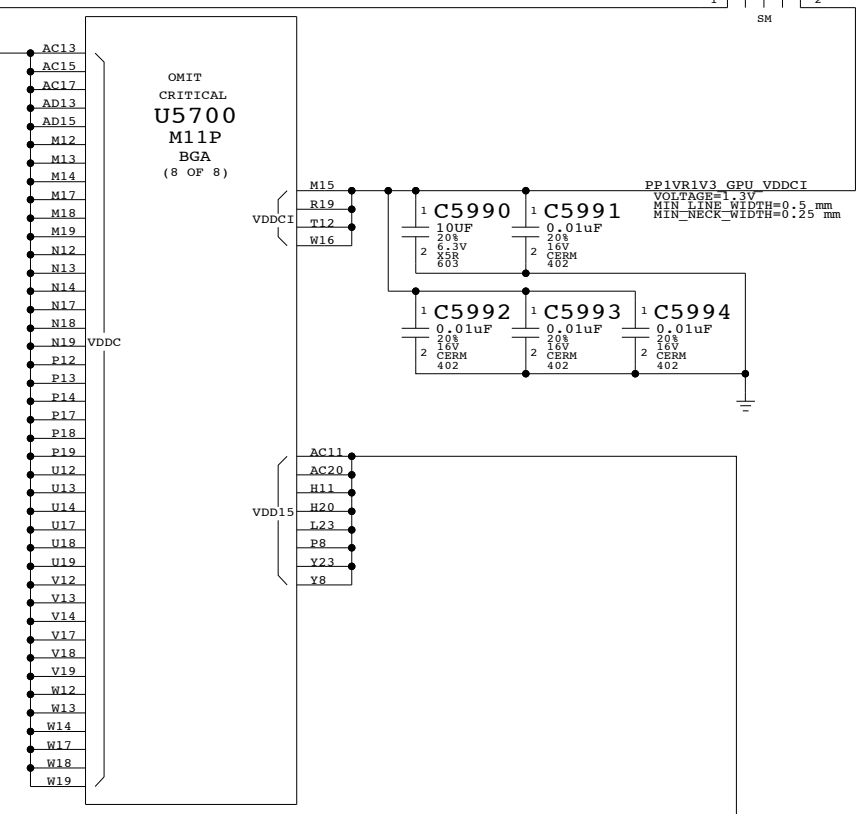 1
2
SM
AC13
AC15
AC17
AD13
AD15
M12
M13
M14
M17
M18
M19
N12
N13
N14
N17
N18
N19
P12
P13
P14
P17
P18
P19
U12
U13
U14
U17
U18
U19
V12
V13
V14
V17
V18
V19
W12
W13
W14
W17
W18
W19
VDDC
OMIT
CRITICAL
U5700
M11P
BGA
(8 OF 8)
VDDCI
M15
R19
T12
W16
PP1VR1V3_GPU_VDDCI
VOLTAGE=1.3V
MIN_LINE_WIDTH=0.5 mm
MIN_NECK_WIDTH=0.25 mm
1
C5990
10UF
20%
6.3V
2
X5R
603
1
C5991
0.01uF
20%
16V
2
CERM
402
1
C5992
0.01uF
20%
16V
2
CERM
402
1
C5993
0.01uF
20%
16V
2
CERM
402
1
C5994
0.01uF
20%
16V
2
CERM
402
VDD15
AC11
AC20
H11
H20
L23
P8
Y23
Y8